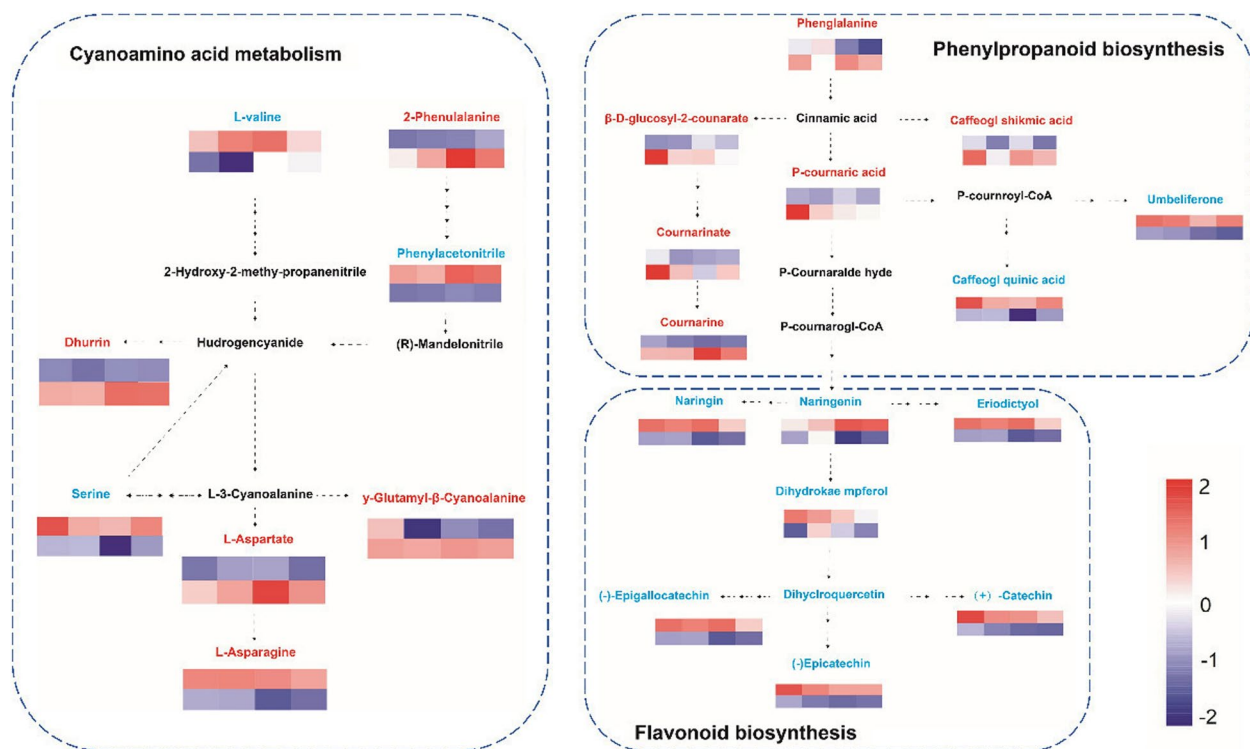 Cyanoamino acid metabolism
L-valine
2-Phenulalanine
Phenylacetonitrile
2-Hydroxy-2-methy-propanenitrile
Dhurrin
Hudrogencyanide
(R)-Mandelonitrile
Serine
L-3-Cyanoalanine
y-Glutamyl-β-Cyanoalanine
L-Aspartate
L-Asparagine
Phenglalanine
Phenylpropanoid biosynthesis
β-D-glucosyl-2-counarate
Cinnamic acid
Caffeogl shikmic acid
P-cournaric acid
P-cournroyl-CoA
Umbeliferone
Cournarinate
P-Cournaralde hyde
Caffeogl quinic acid
Cournarine
P-cournarogl-CoA
Naringin
Naringenin
Eriodictyol
Dihydrokae mpferol
(-)-Epigallocatechin
Dihyclroquercetin
(+) -Catechin
(-)Epicatechin
Flavonoid biosynthesis
2
1
0
-1
-2